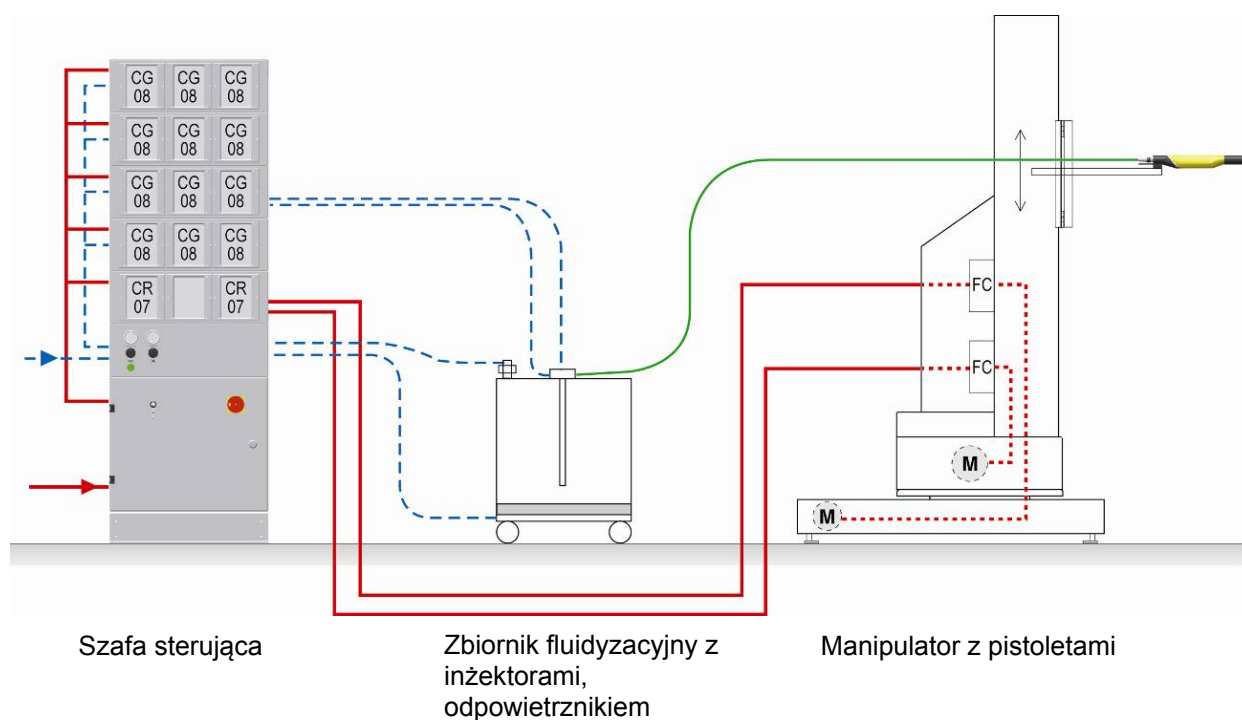 CG CG CG
08 08 08
CG CG CG
08 08 08
CG CG CG
08 08 08
CG CG CG
08 08 08
CR CR
07 07
FC
FC
M
M
Szafa sterująca
Zbiornik fluidyzacyjny z
inżektorami,
odpowietrznikiem
Manipulator z pistoletami